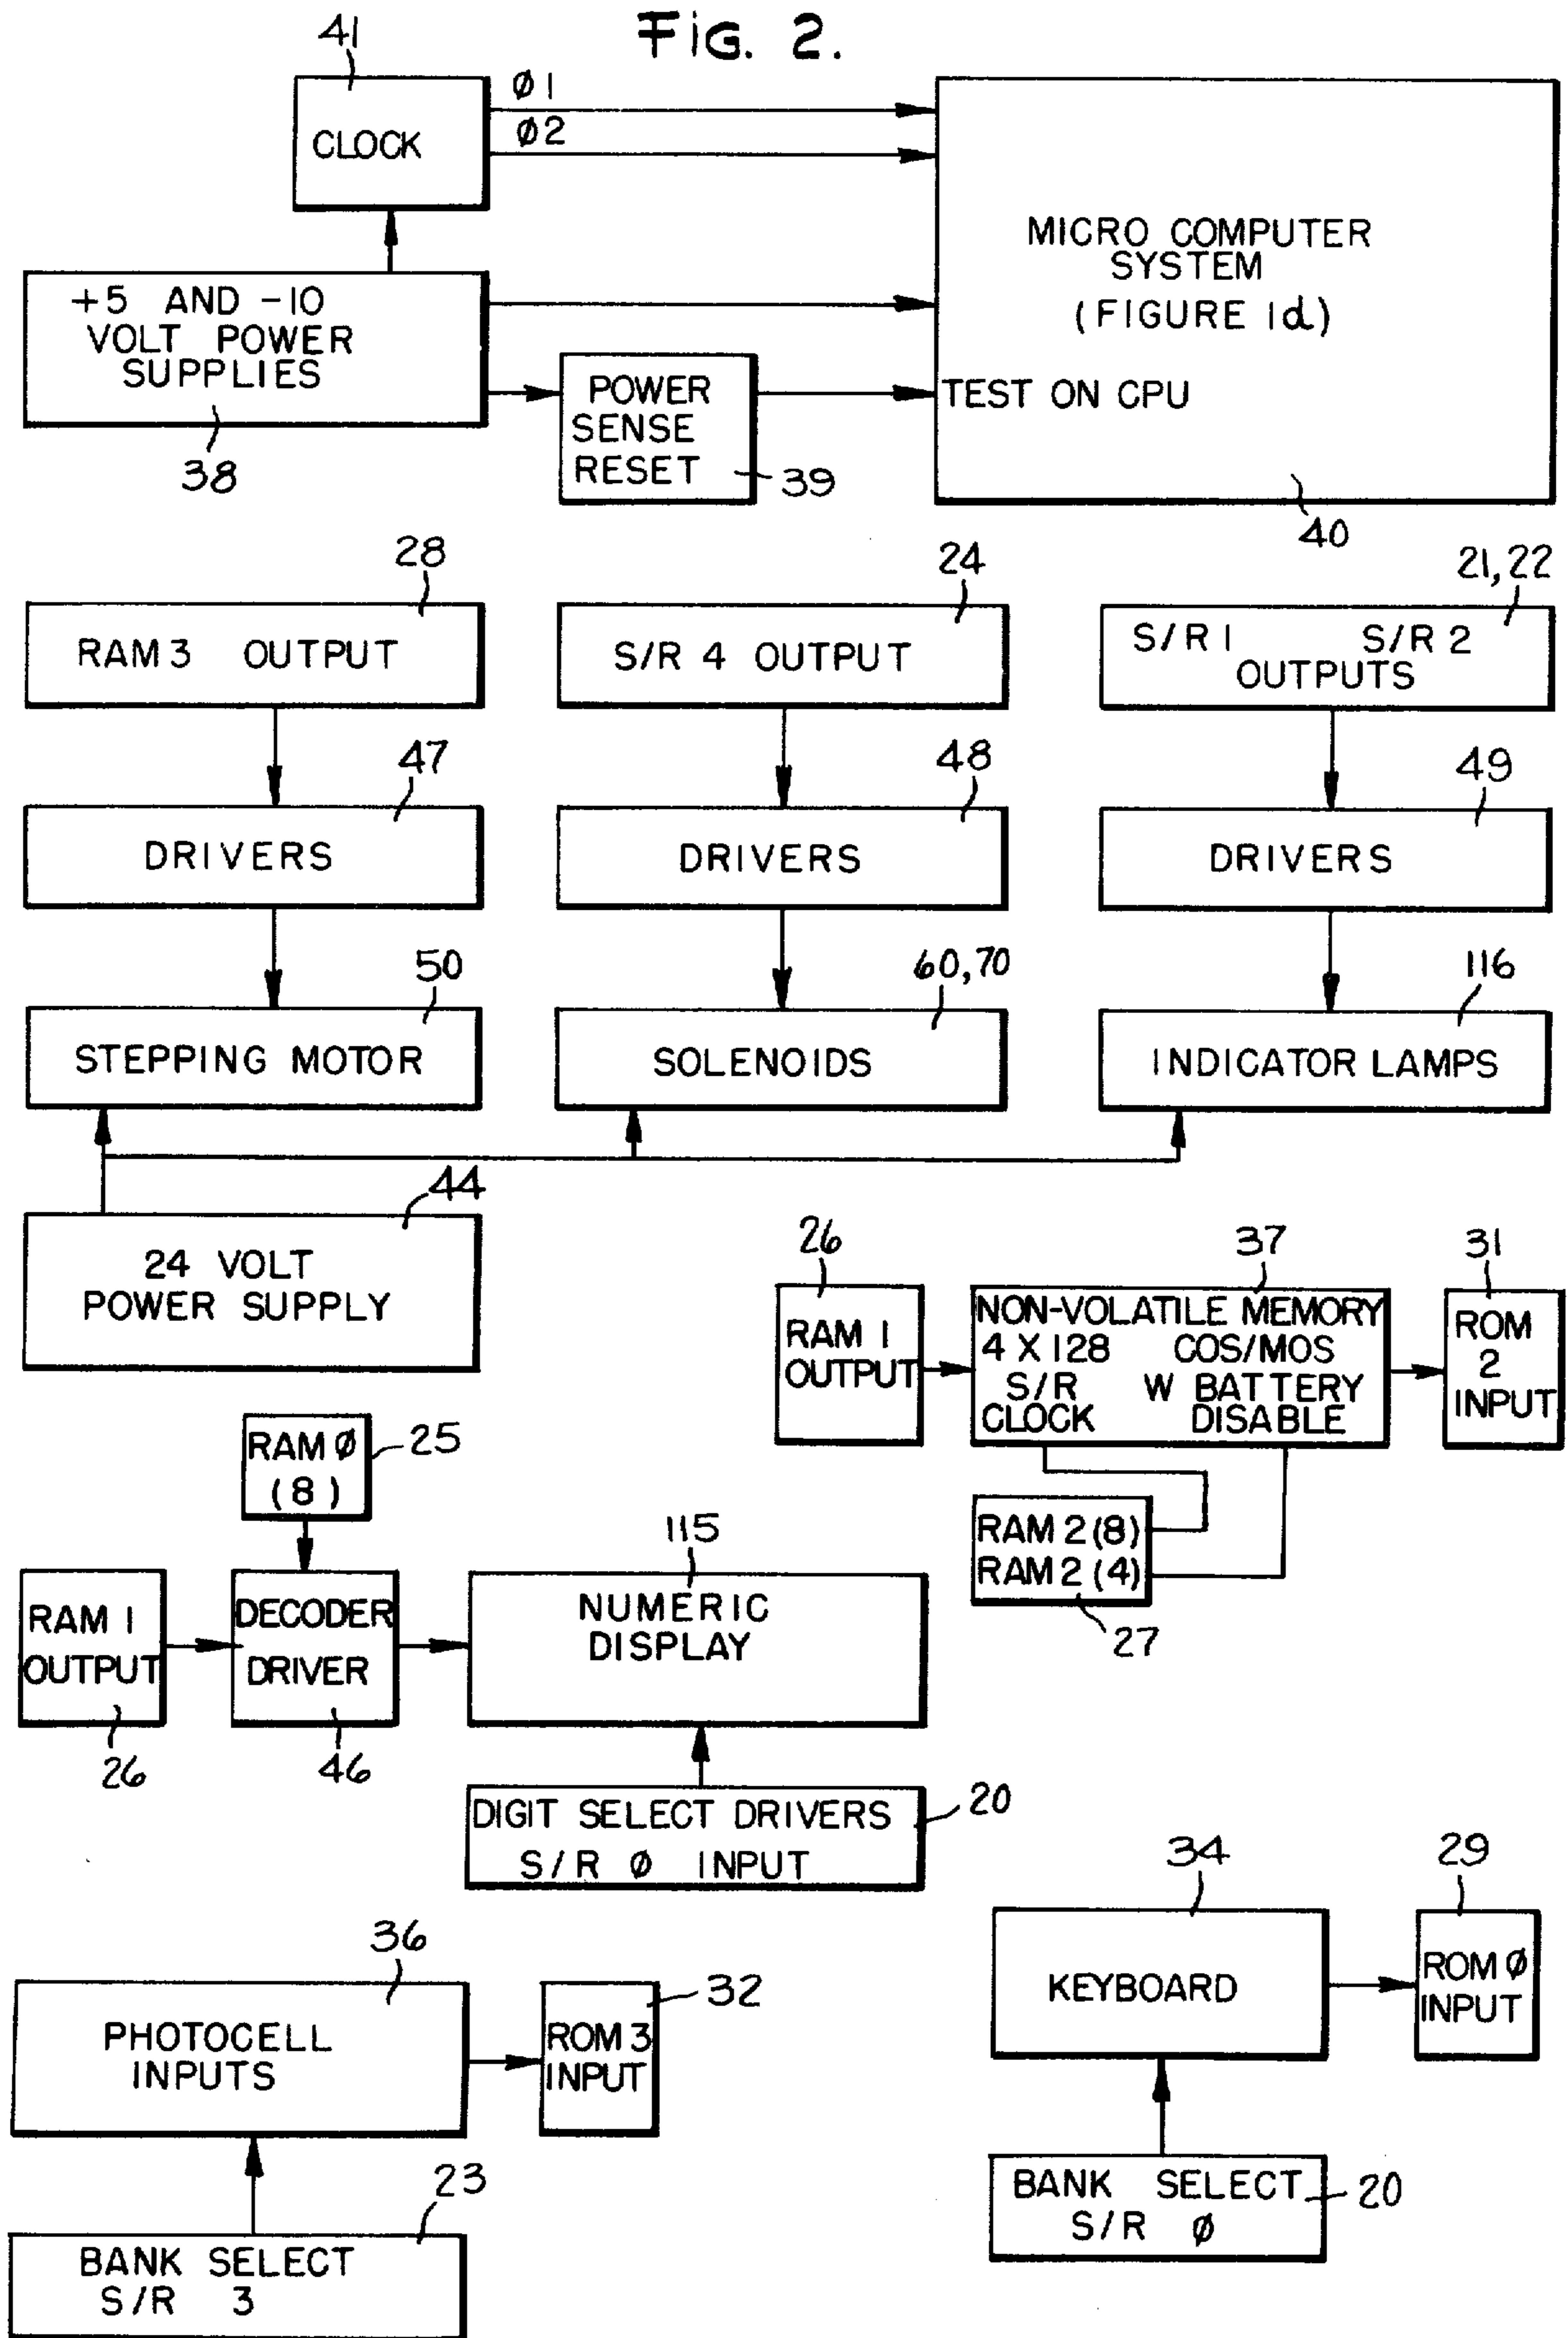 Fig. 2.
41
CLOCK
ø1
ø2
MICRO COMPUTER
SYSTEM
(FIGURE 1d)
TEST ON CPU
40
+5 AND -10
VOLT POWER
SUPPLIES
38
POWER
SENSE
RESET
39
28
RAM 3 OUTPUT
24
S/R 4 OUTPUT
21, 22
S/R 1 S/R 2
OUTPUTS
47
DRIVERS
48
DRIVERS
49
DRIVERS
50
STEPPING MOTOR
60, 70
SOLENOIDS
116
INDICATOR LAMPS
44
24 VOLT
POWER SUPPLY
26
RAM 1
OUTPUT
37
NON-VOLATILE MEMORY
4 X 128 COS/MOS
S/R W BATTERY
CLOCK DISABLE
31
ROM
2
INPUT
RAM 2 (8)
RAM 2 (4)
27
RAM ø
(8)
25
RAM 1
OUTPUT
26
DECODER
DRIVER
46
115
NUMERIC
DISPLAY
DIGIT SELECT DRIVERS
S/R ø INPUT
20
34
KEYBOARD
29
ROM ø
INPUT
BANK SELECT
S/R ø
20
36
PHOTOCELL
INPUTS
32
ROM 3
INPUT
23
BANK SELECT
S/R 3